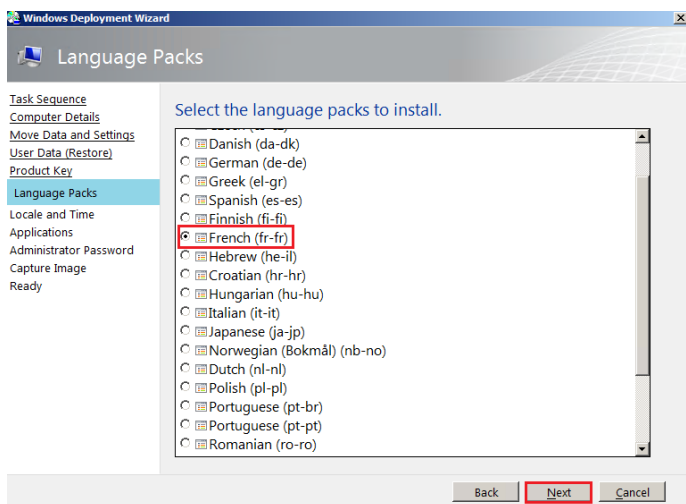 Windows Deployment Wizard
Language Packs
Task Sequence
Computer Details
Move Data and Settings
User Data (Restore)
Product Key
Language Packs
Locale and Time
Applications
Administrator Password
Capture Image
Ready
Select the language packs to install.
Danish (da-dk)
German (de-de)
Greek (el-gr)
Spanish (es-es)
Finnish (fi-fi)
French (fr-fr)
Hebrew (he-il)
Croatian (hr-hr)
Hungarian (hu-hu)
Italian (it-it)
Japanese (ja-jp)
Norwegian (Bokmål) (nb-no)
Dutch (nl-nl)
Polish (pl-pl)
Portuguese (pt-br)
Portuguese (pt-pt)
Romanian (ro-ro)
Back Next Cancel